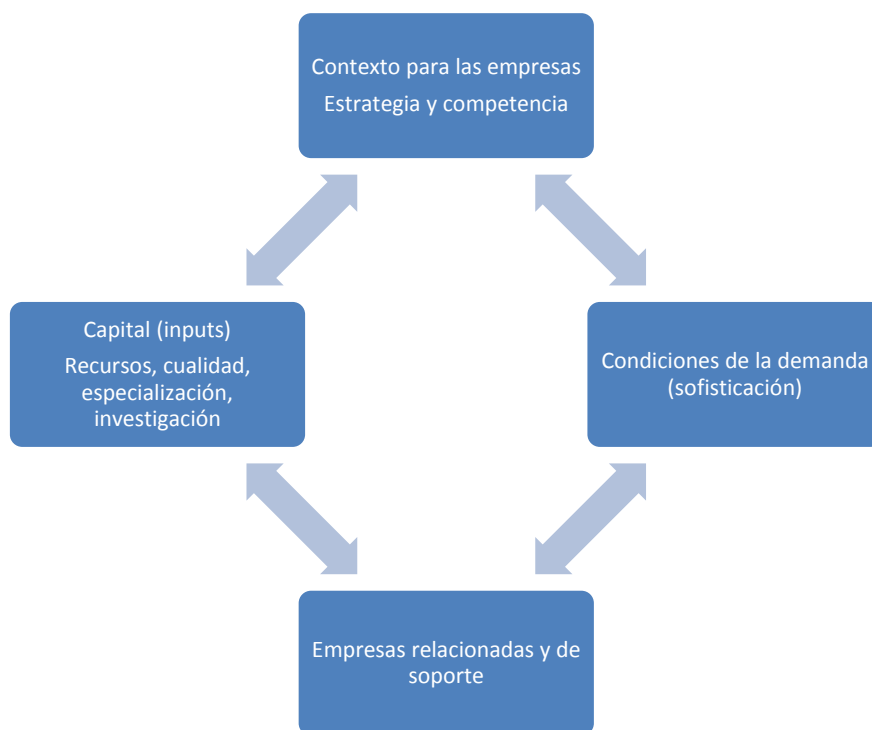 Contexto para las empresas
Estrategia y competencia
Capital (inputs)
Recursos, cualidad,
especialización,
investigación
Condiciones de la demanda
(sofisticación)
Empresas relacionadas y de
soporte